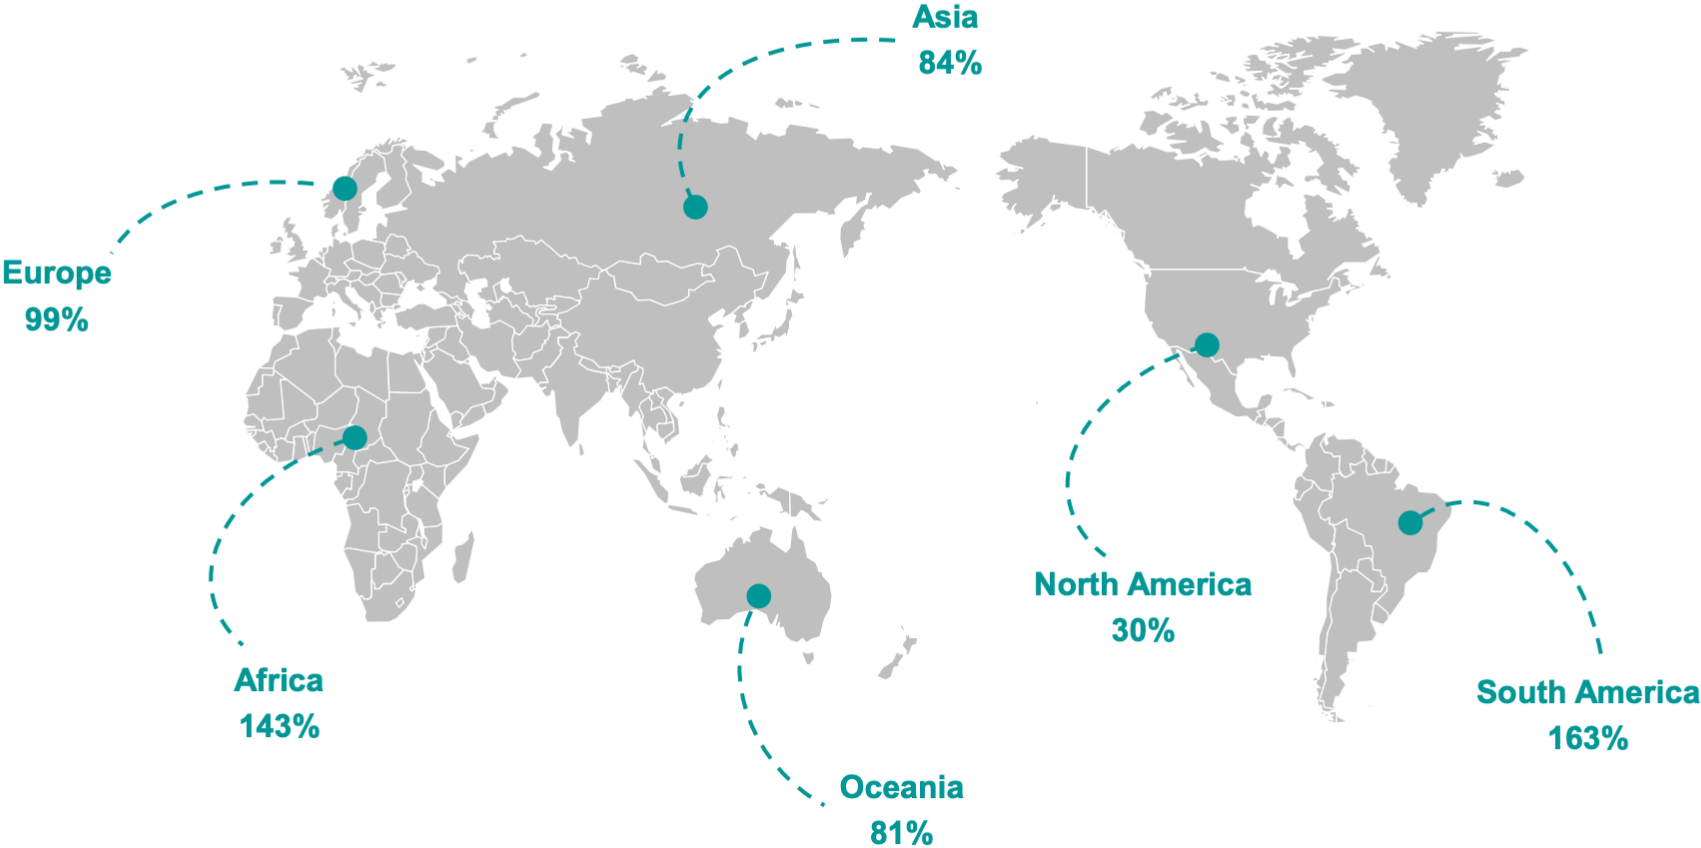 Asia
84%
Europe
99%
North America
30%
Africa
143%
South America
163%
Oceania
81%